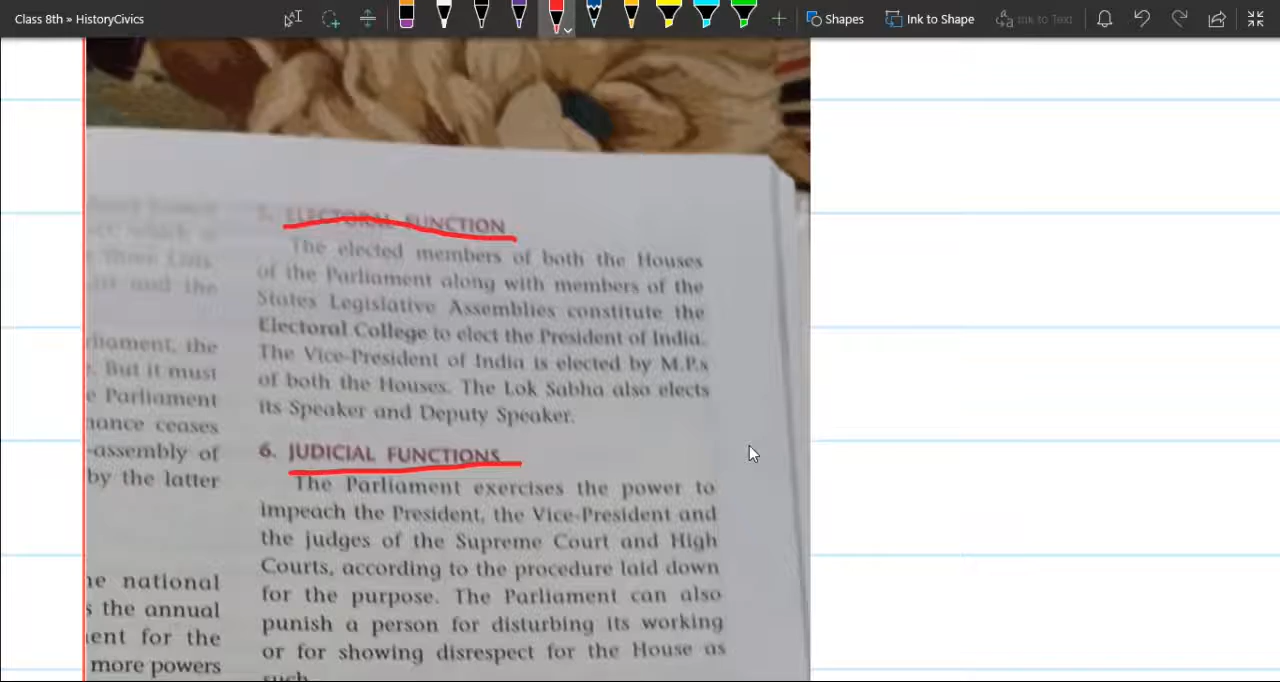 Class 8th » HistoryCivics
Shapes
Ink to Shape
Ink to Text
ELECTORAL FUNCTION
The elected members of both the Houses
of the Parliament along with members of the
States Legislative Assemblies constitute the
Electoral College to elect the President of India.
The Vice-President of India is elected by M.P.s
of both the Houses. The Lok Sabha also elects
its Speaker and Deputy Speaker.
6. JUDICIAL FUNCTIONS
The Parliament exercises the power to
impeach the President, the Vice-President and
the judges of the Supreme Court and High
Courts, according to the procedure laid down
for the purpose. The Parliament can also
punish a person for disturbing its working
or for showing disrespect for the House as
such
and the
the
But it must
Parliament
ceases
-assembly of
by the latter
national
the annual
for the
more powers